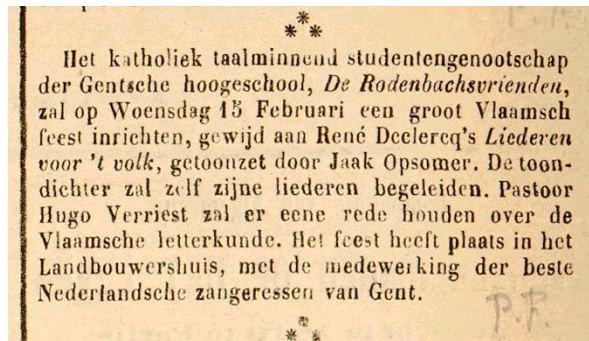 Het katholiek taalminnend studentengenootschap
der Gentsche hoogeschool, De Rodenbachsvrienden,
zal op Woensdag 15 Februari een groot Vlaamsch
feest inrichten, gewijd aan René Declercq's Liederen
voor 't volk, getoonzet door Jaak Opsomer. De toon-
dichter zal zelf zijne liederen begeleiden. Pastoor
Hugo Verriest zal er eene rede houden over de
Vlaamsche letterkunde. Het feest heeft plaats in het
Landbouwershuis, met de medewerking der beste
Nederlandsche zangeressen van Gent.
P.F.